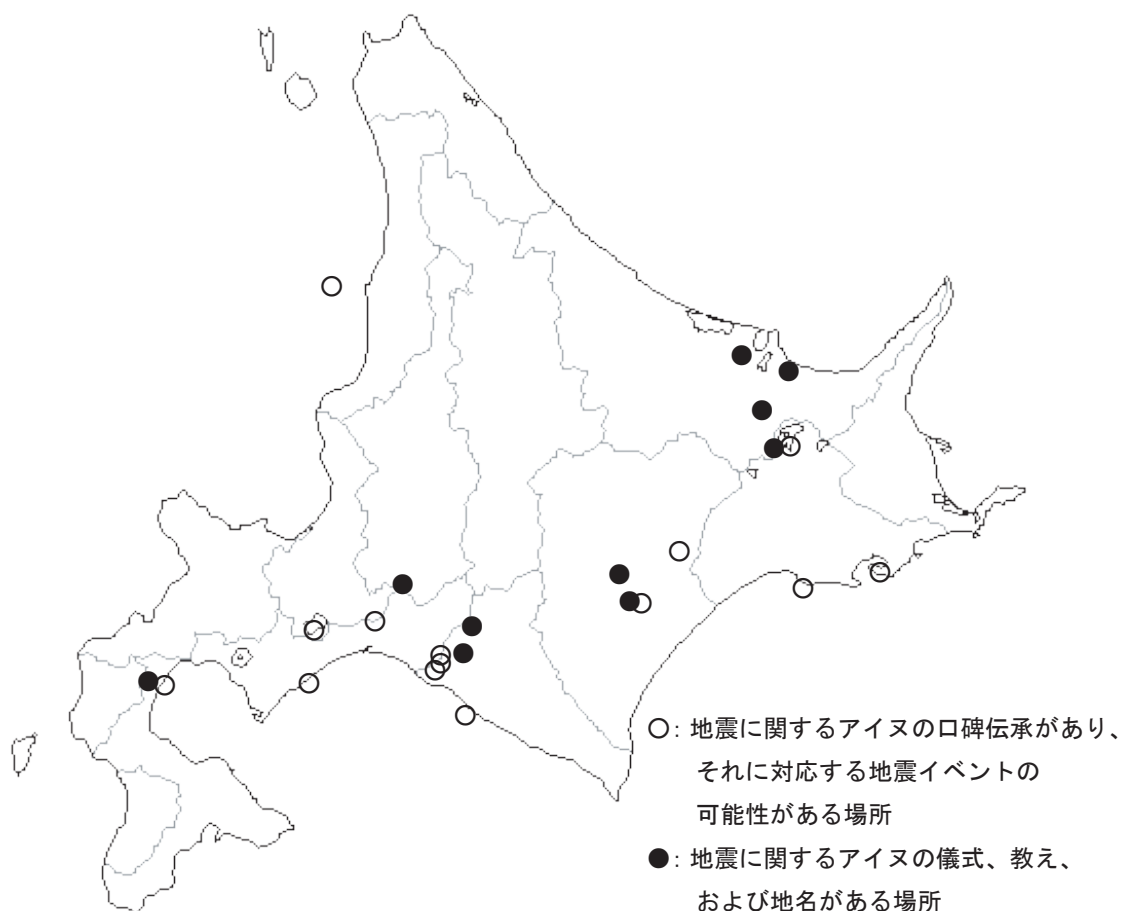 ○：地震に関するアイヌの口碑伝承があり、
それに対応する地震イベントの
可能性がある場所
●：地震に関するアイヌの儀式、教え、
および地名がある場所